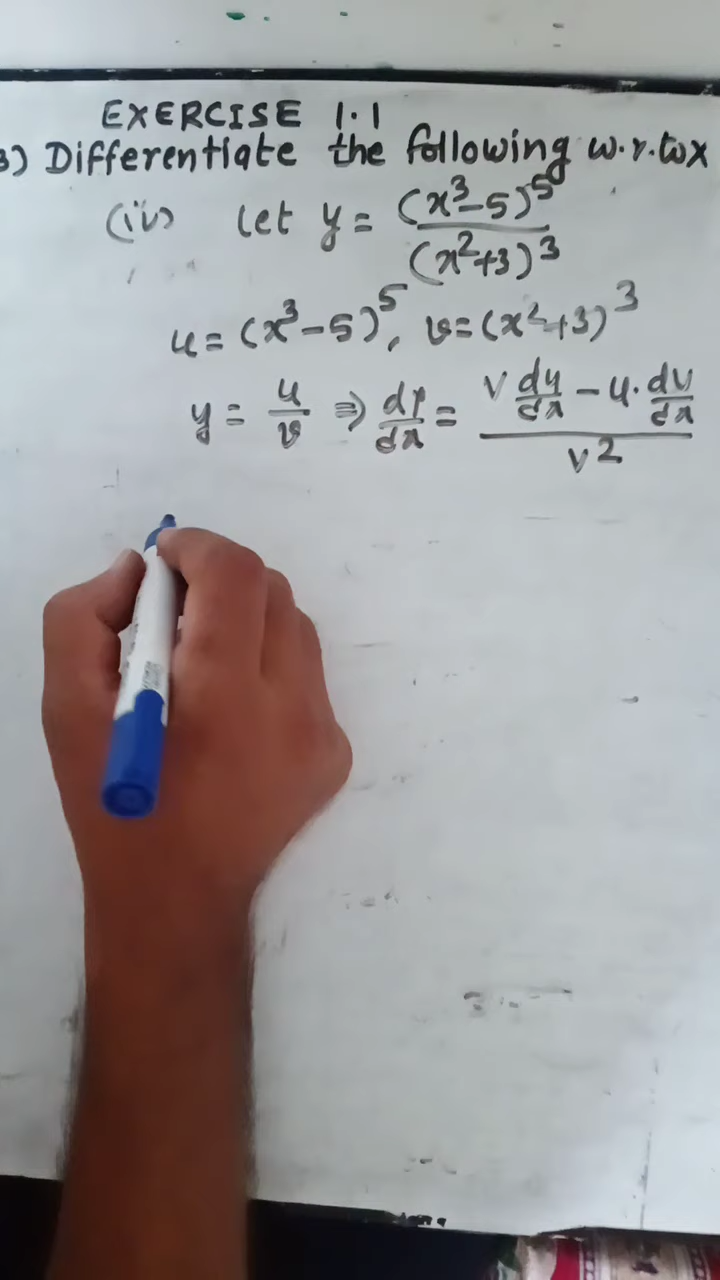 EXERCISE 1.1
3) Differentiate the following w.r.to x
(iv) Let y = (x³-5)⁵ / (x²+3)³
u = (x³-5)⁵, v = (x²+3)³
y = u/v ⇒ dy/dx = (v du/dx - u. dv/dx) / v²